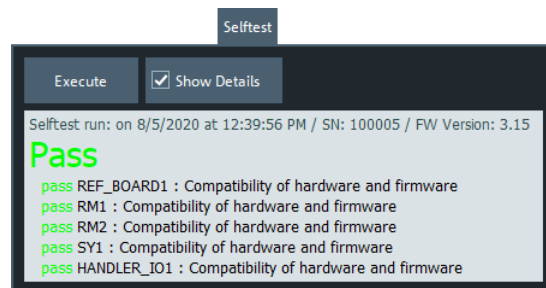 Selftest
Execute
Show Details
Selftest run: on 8/5/2020 at 12:39:56 PM / SN: 100005 / FW Version: 3.15
Pass
pass REF_BOARD1 : Compatibility of hardware and firmware
pass RM1 : Compatibility of hardware and firmware
pass RM2 : Compatibility of hardware and firmware
pass SY1 : Compatibility of hardware and firmware
pass HANDLER_IO1 : Compatibility of hardware and firmware